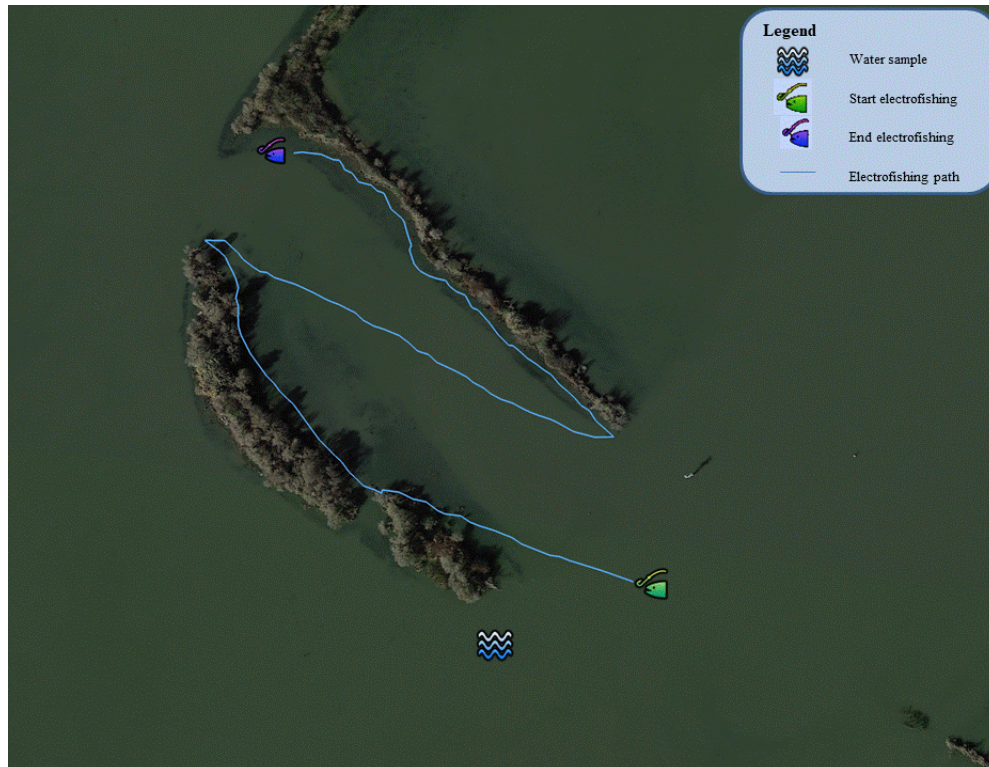 Legend
Water sample
Start electrofishing
End electrofishing
Electrofishing path